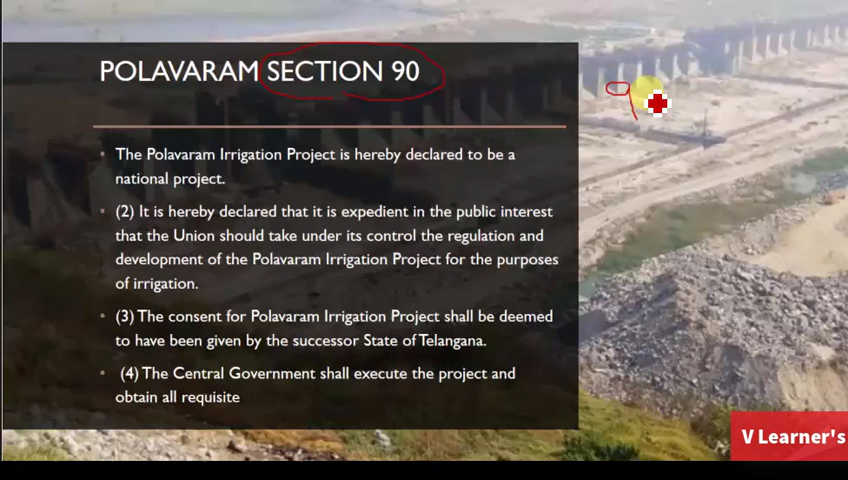 POLAVARAM SECTION 90
The Polavaram Irrigation Project is hereby declared to be a
national project.
(2) It is hereby declared that it is expedient in the public interest
that the Union should take under its control the regulation and
development of the Polavaram Irrigation Project for the purposes
of irrigation.
(3) The consent for Polavaram Irrigation Project shall be deemed
to have been given by the successor State of Telangana.
(4) The Central Government shall execute the project and
obtain all requisite
V Learner's